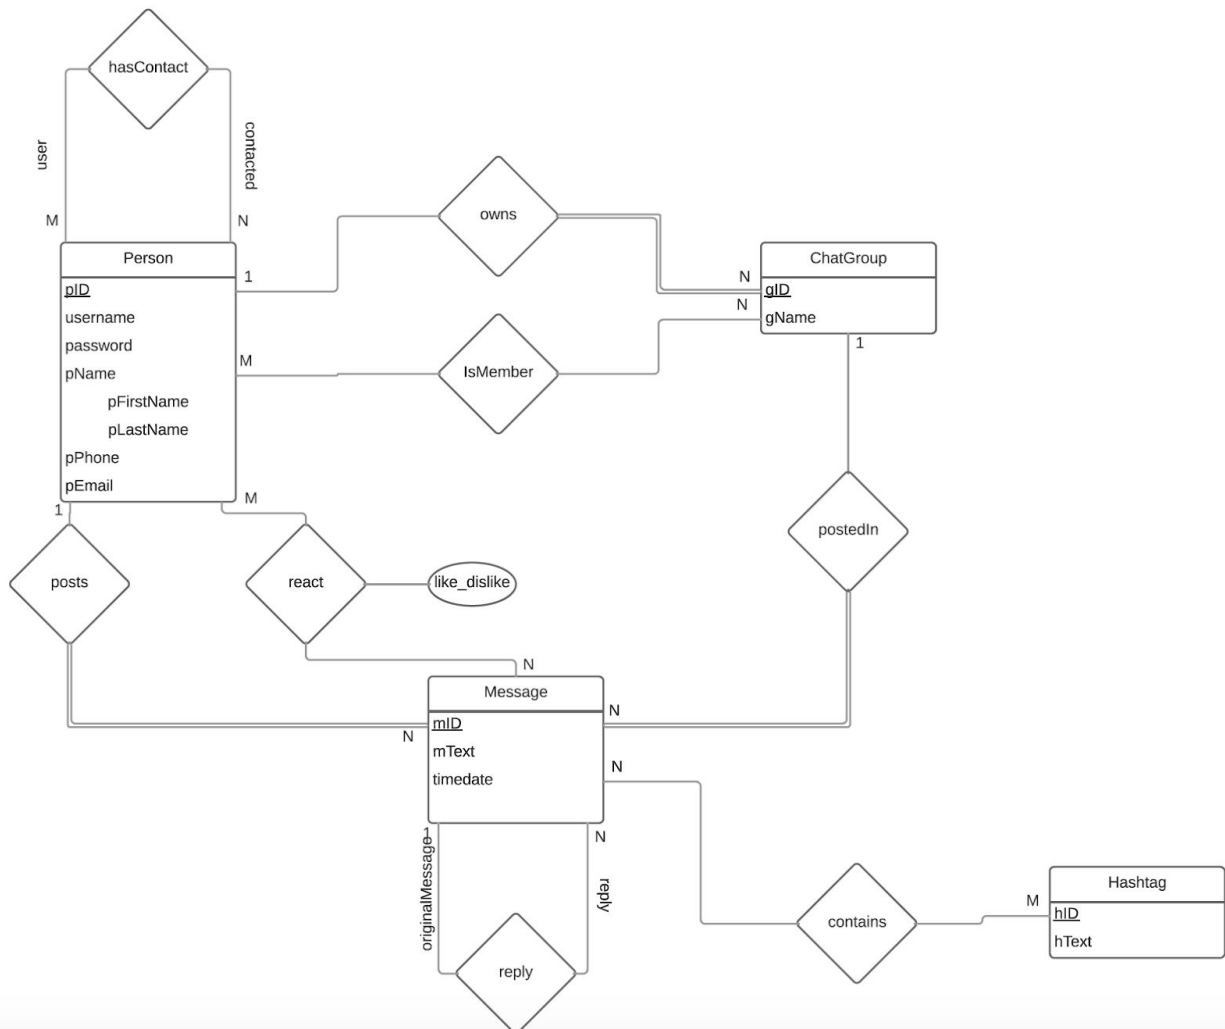 hasContact
user
contacted
M
N
Person
pID
username
password
pName
pFirstName
pLastName
pPhone
pEmail
1
owns
N
ChatGroup
gID
gName
N
M
IsMember
1
postedIn
1
M
posts
react
like_dislike
N
N
Message
mID
mText
timedate
N
N
1
originalMessage
N
reply
reply
contains
M
Hashtag
hID
hText